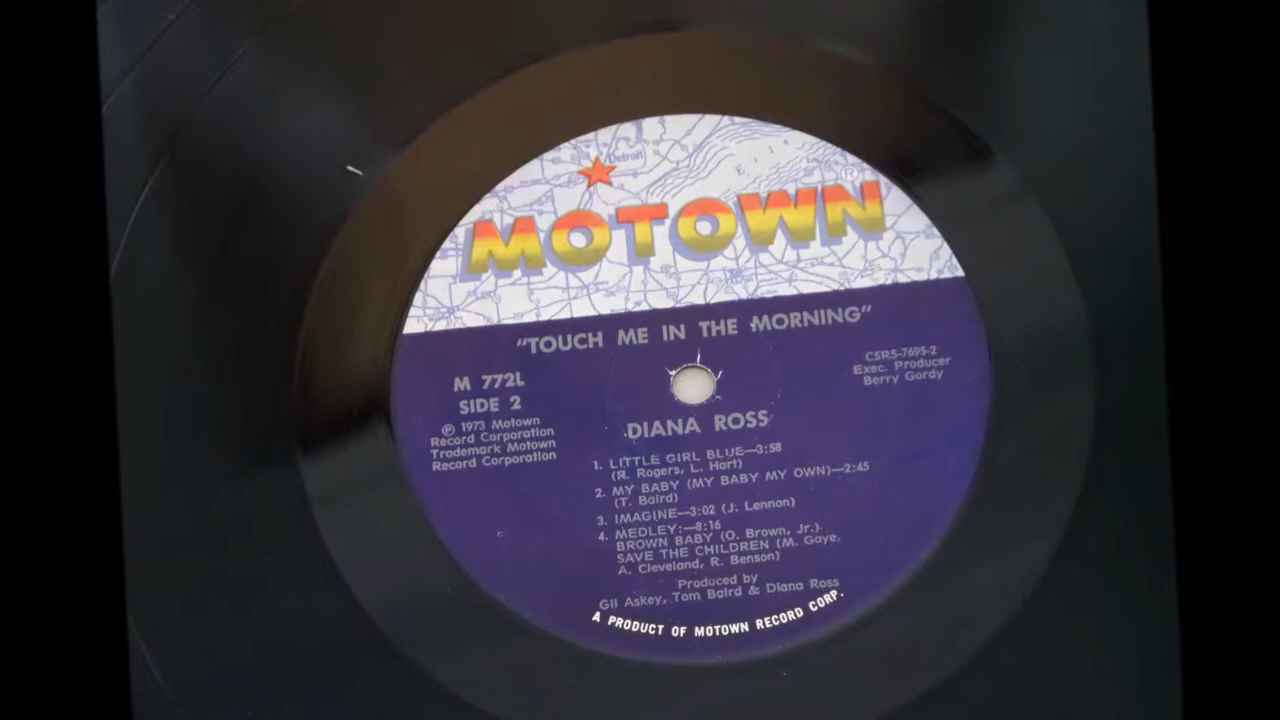 Detroit
Erie
®
MOTOWN
"TOUCH ME IN THE MORNING"
M 772L
SIDE 2
℗ 1973 Motown
Record Corporation
Trademark Motown
Record Corporation
CSRS-7695-2
Exec. Producer
Berry Gordy
DIANA ROSS
1. LITTLE GIRL BLUE—3:58
(R. Rogers, L. Hart)
2. MY BABY (MY BABY MY OWN)—2:45
(T. Baird)
3. IMAGINE—3:02 (J. Lennon)
4. MEDLEY:—8:16
BROWN BABY (O. Brown, Jr.)
SAVE THE CHILDREN (M. Gaye,
A. Cleveland, R. Benson)
Produced by
Gil Askey, Tom Baird & Diana Ross
A PRODUCT OF MOTOWN RECORD CORP.